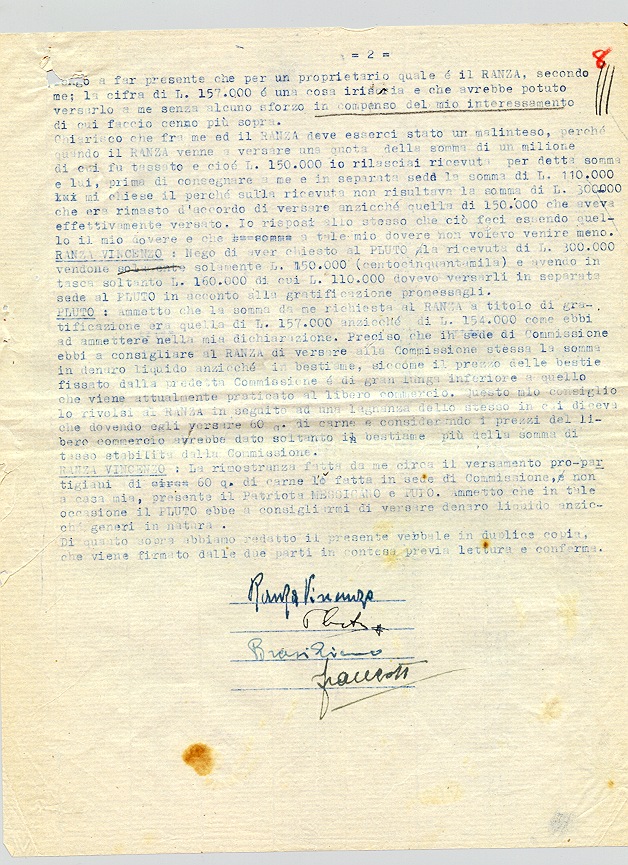 = 2 =
8
tengo a far presente che per un proprietario quale é il RANZA, secondo
me; la cifra di L. 157.000 é una cosa irisoria e che avrebbe potuto
versarlo a me senza alcuno sforzo in compenso del mio interessamento
di cui faccio cenno più sopra.
Chiarisco che fra me ed il RANZA deve esserci stato un malinteso, perché
quando il RANZA venne a versare una quota della somma di un milione
di cui fu tassato e cioé L. 150.000 io rilasciai ricevuta per detta somma
e lui, prima di consegnare a me e in separata sede la somma di L. 110.000
mi chiese il perché sulla ricevuta non risultava la somma di L. 300000
che era rimasto d'accordo di versare anzicché quella di 150.000 che aveva
effettivamente versato. Io risposi allo stesso che ciò feci essendo quel-
lo il mio dovere e che a tale mio dovere non volevo venire meno.
RANZA VINCENZO : Nego di aver chiesto al PLUTO la ricevuta di L. 300.000
vendone solamente solamente L. 150.000 (centocinquantamila) e avendo in
tasca soltanto L. 160.000 di cui L. 110.000 dovevo versarli in separata
sede al PLUTO in acconto alla gratificazione promessagli.
PLUTO : ammetto che la somma da me richiesta al RANZA a titolo di gra-
tificazione era quella di L. 157.000 anzicché di L. 154.000 come ebbi
ad ammettere nella mia dichiarazione. Preciso che in sede di Commissione
ebbi a consigliare al RANZA di versare alla Commissione stessa la somma
in denaro liquido anzicché in bestiame, siccome il prezzo delle bestie
fissato dalla predetta Commissione é di gran lunga inferiore a quello
che viene attualmente praticato al libero commercio. Questo mio consiglio
lo rivolsi al RANZA in seguito ad una lagnanza dello stesso in cui diceva
che dovendo egli versare 60 q. di carne e considerando i prezzi del li-
bero commercio avrebbe dato soltanto in bestiame più della somma di
tasso stabilita dalla Commissione.
RANZA VINCENZO : La rimostranza fatta da me circa il versamento pro-par
tigiani di circa 60 q. di carne l'é fatta in sede di Commissione, e non
a casa mia, presente il Patriota MESSICANO e TUTO. Ammetto che in tale
occasione il PLUTO ebbe a consigliarmi di versare denaro liquido anzic-
ché generi in natura .
Di quanto sopra abbiamo redatto il presente verbale in duplice copia,
che viene firmato dalle due parti in contesa previa lettura e conferma.
Ranza Vincenzo
Pluto
Brasiliano